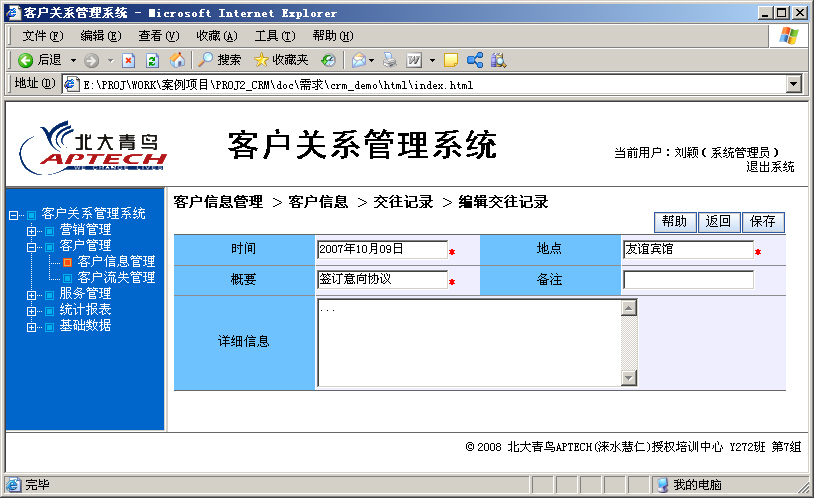 客户关系管理系统 - Microsoft Internet Explorer
文件(F) 编辑(E) 查看(V) 收藏(A) 工具(T) 帮助(H)
后退 搜索 收藏夹
地址(D) E:\PROJ\WORK\案例项目\PROJ2_CRM\doc\需求\crm_demo\html\index.html
北大青鸟
APTECH
WE CHANGE LIVES
客户关系管理系统
当前用户：刘颖(系统管理员)
退出系统
客户关系管理系统
营销管理
客户管理
客户信息管理
客户流失管理
服务管理
统计报表
基础数据
客户信息管理 > 客户信息 > 交往记录 > 编辑交往记录
帮助 返回 保存
时间 2007年10月09日 * 地点 友谊宾馆 *
概要 签订意向协议 * 备注
详细信息 ...
©2008 北大青鸟APTECH(涞水慧仁)授权培训中心 Y272班 第7组
完毕 我的电脑